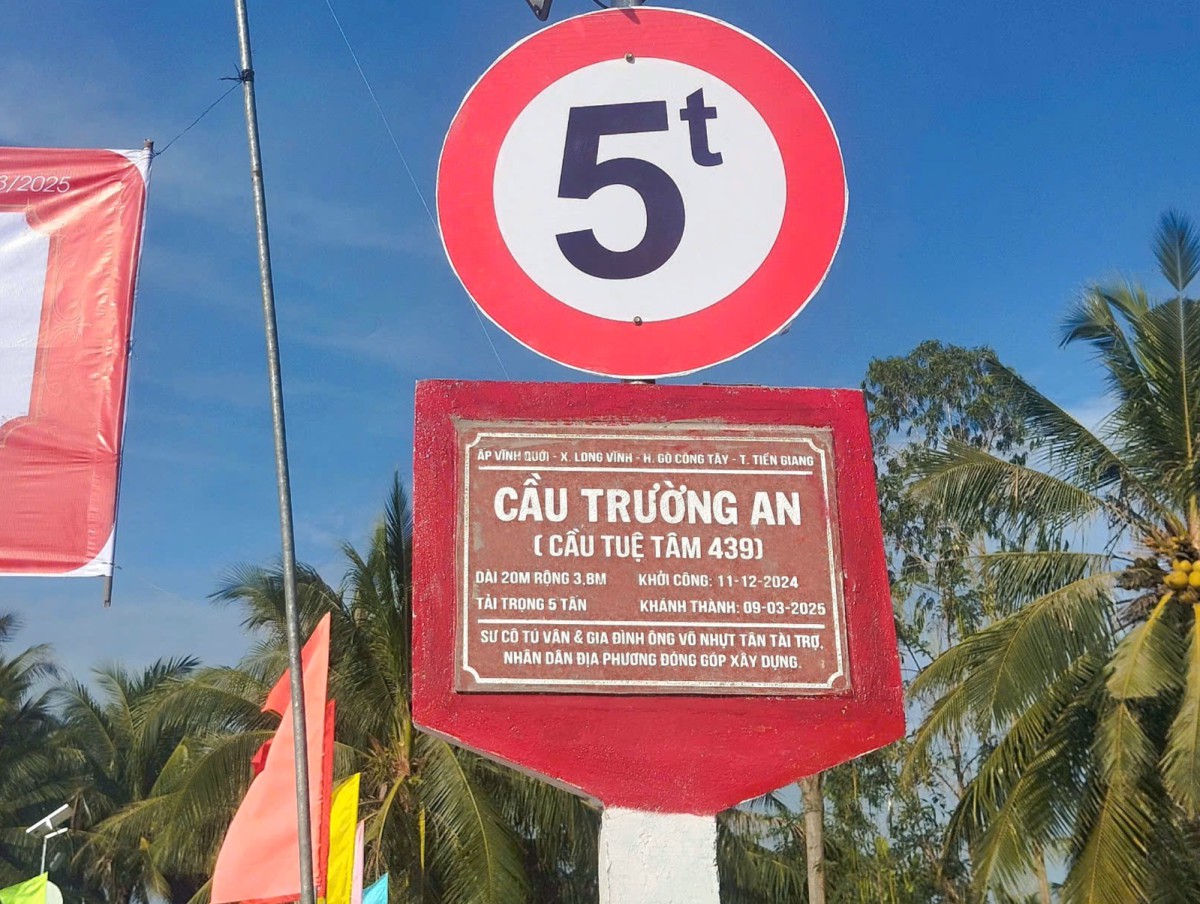 3/2025
5t
ẤP VĨNH QUỚI - X. LONG VĨNH - H. GÒ CÔNG TÂY - T. TIỀN GIANG
CẦU TRƯỜNG AN
( CẦU TUỆ TÂM 439)
DÀI 20M RỘNG 3,8M KHỞI CÔNG: 11-12-2024
TẢI TRỌNG 5 TẤN KHÁNH THÀNH: 09-03-2025
SƯ CÔ TÚ VÂN & GIA ĐÌNH ÔNG VÕ NHỰT TÂN TÀI TRỢ,
NHÂN DÂN ĐỊA PHƯƠNG ĐÓNG GÓP XÂY DỰNG.